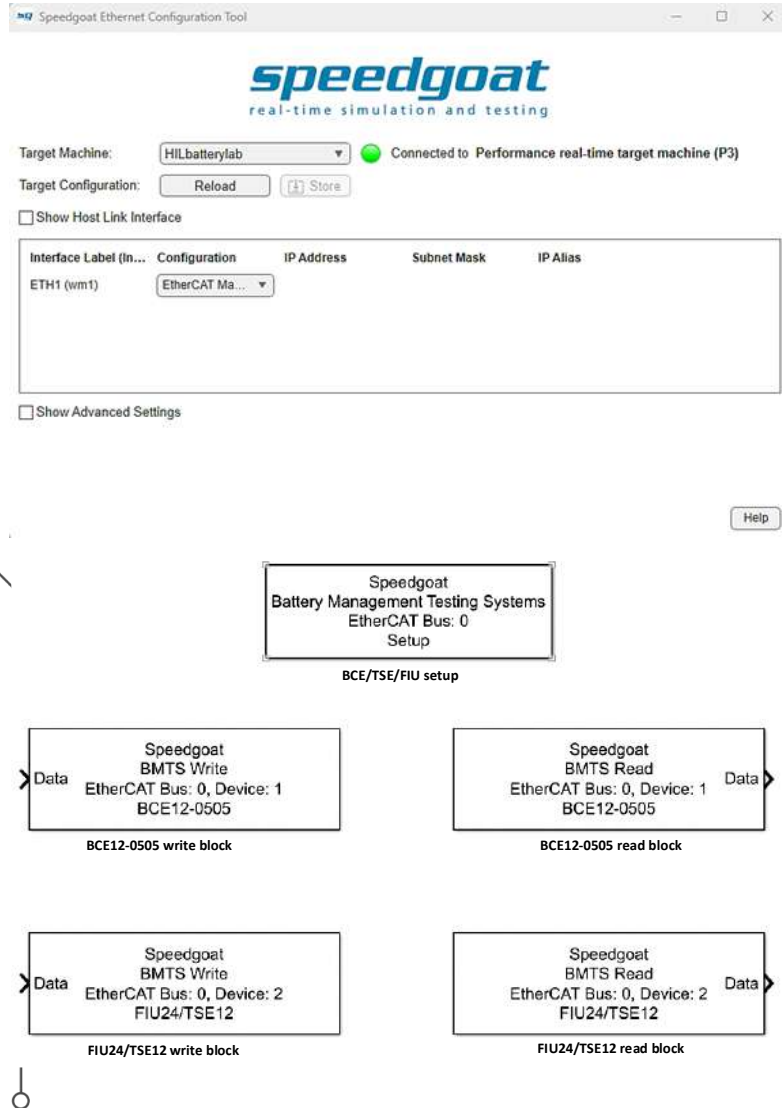 Speedgoat Ethernet Configuration Tool
speedgoat
real-time simulation and testing
Target Machine: HILbatterylab Connected to Performance real-time target machine (P3)
Target Configuration: Reload Store
Show Host Link Interface
Interface Label (In... Configuration IP Address Subnet Mask IP Alias
ETH1 (wm1) EtherCAT Ma...
Show Advanced Settings
Help
Speedgoat
Battery Management Testing Systems
EtherCAT Bus: 0
Setup
BCE/TSE/FIU setup
Speedgoat
BMTS Write
Data
EtherCAT Bus: 0, Device: 1
BCE12-0505
BCE12-0505 write block
Speedgoat
BMTS Read
Data
EtherCAT Bus: 0, Device: 1
BCE12-0505
BCE12-0505 read block
Speedgoat
BMTS Write
Data
EtherCAT Bus: 0, Device: 2
FIU24/TSE12
FIU24/TSE12 write block
Speedgoat
BMTS Read
Data
EtherCAT Bus: 0, Device: 2
FIU24/TSE12
FIU24/TSE12 read block